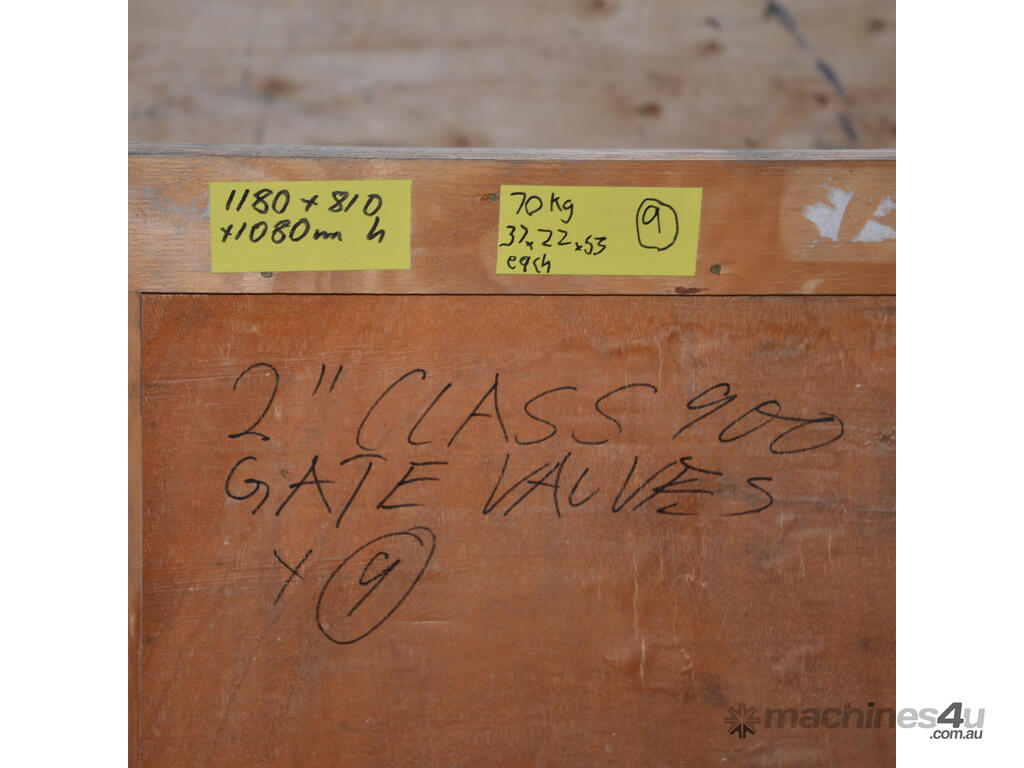 1180 x 810
x1080mm h
70kg
37x22x53
each
9
2" CLASS 900
GATE VALVES
x 9
machines4u
.com.au